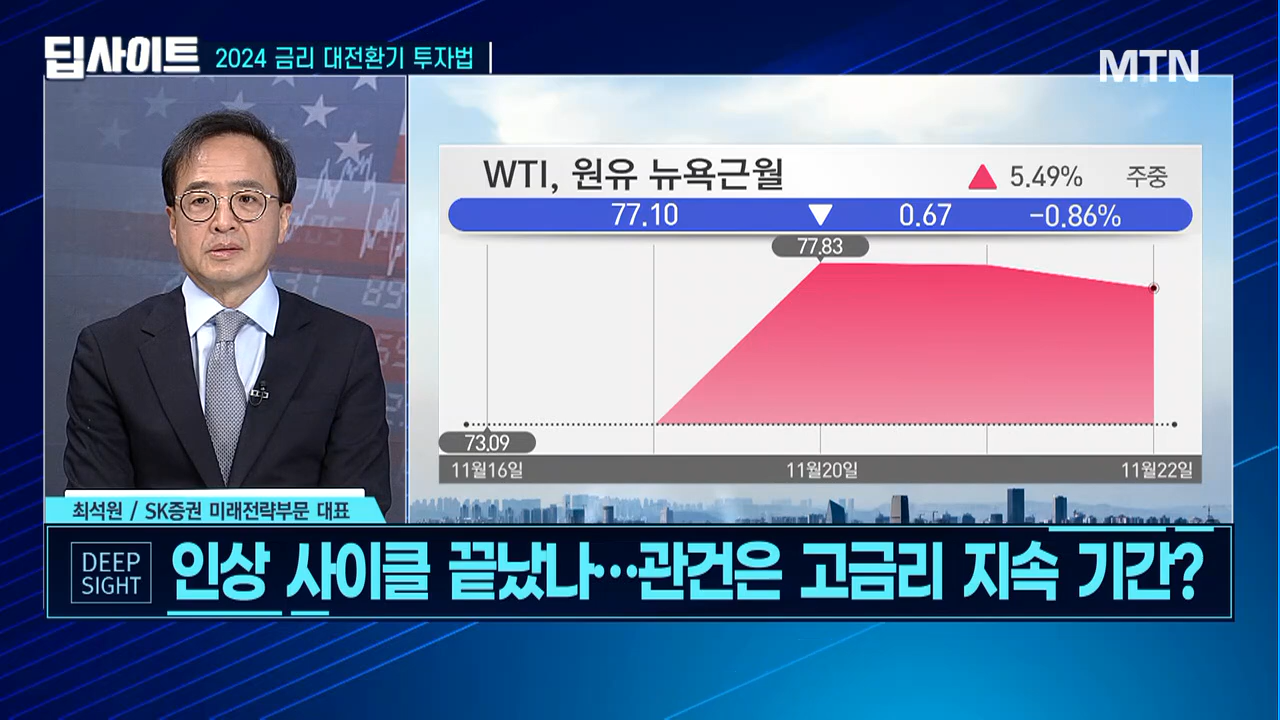 딥사이트 2024 금리 대전환기 투자법
MTN
WTI, 원유 뉴욕근월 ▲ 5.49% 주중
77.10 ▼ 0.67 -0.86%
77.83
73.09
11월16일 11월20일 11월22일
최석원 / SK증권 미래전략부문 대표
DEEP
SIGHT
인상 사이클 끝났나…관건은 고금리 지속 기간?